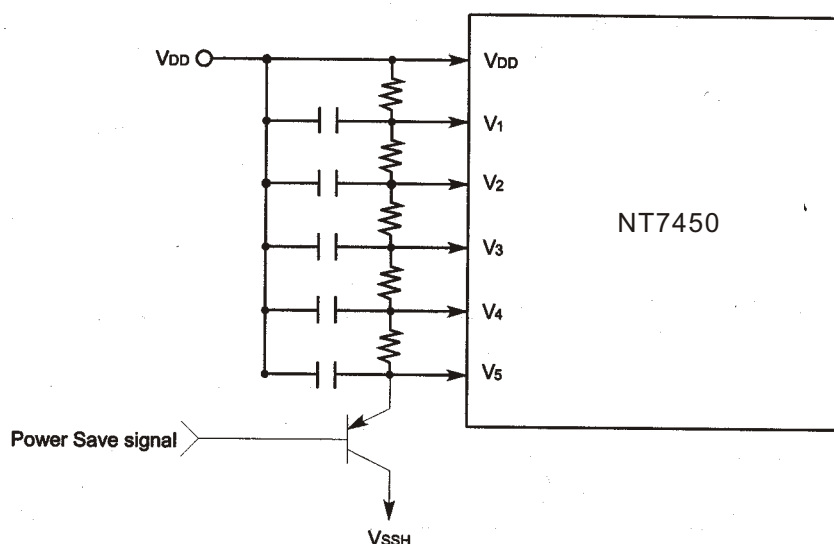 VDD
VDD
V1
V2
NT7450
V3
V4
V5
Power Save signal
VSSH